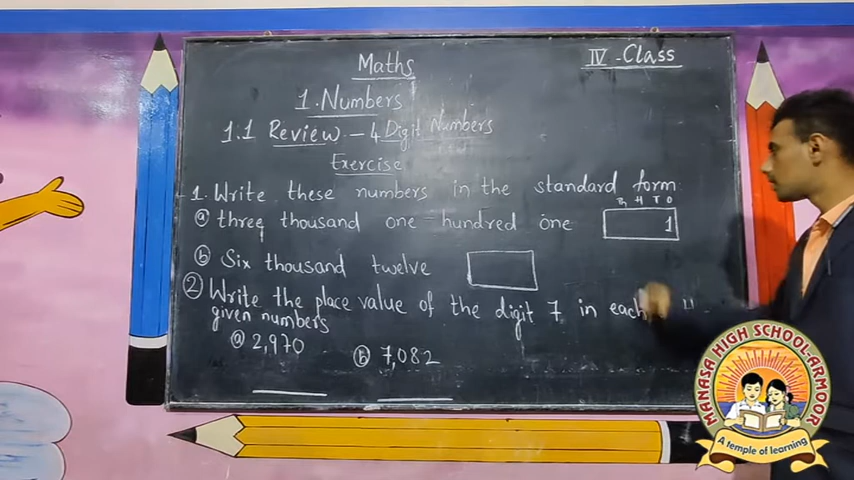 Maths
IV - Class
1. Numbers
1.1 Review - 4 Digit Numbers
Exercise
1. Write these numbers in the standard form
Th H T O
ⓐ three thousand one hundred one 1
ⓑ Six thousand twelve
② Write the place value of the digit 7 in each
given numbers
ⓐ 2,970 ⓑ 7,082
MANASA HIGH SCHOOL-ARMOOR
A temple of learning